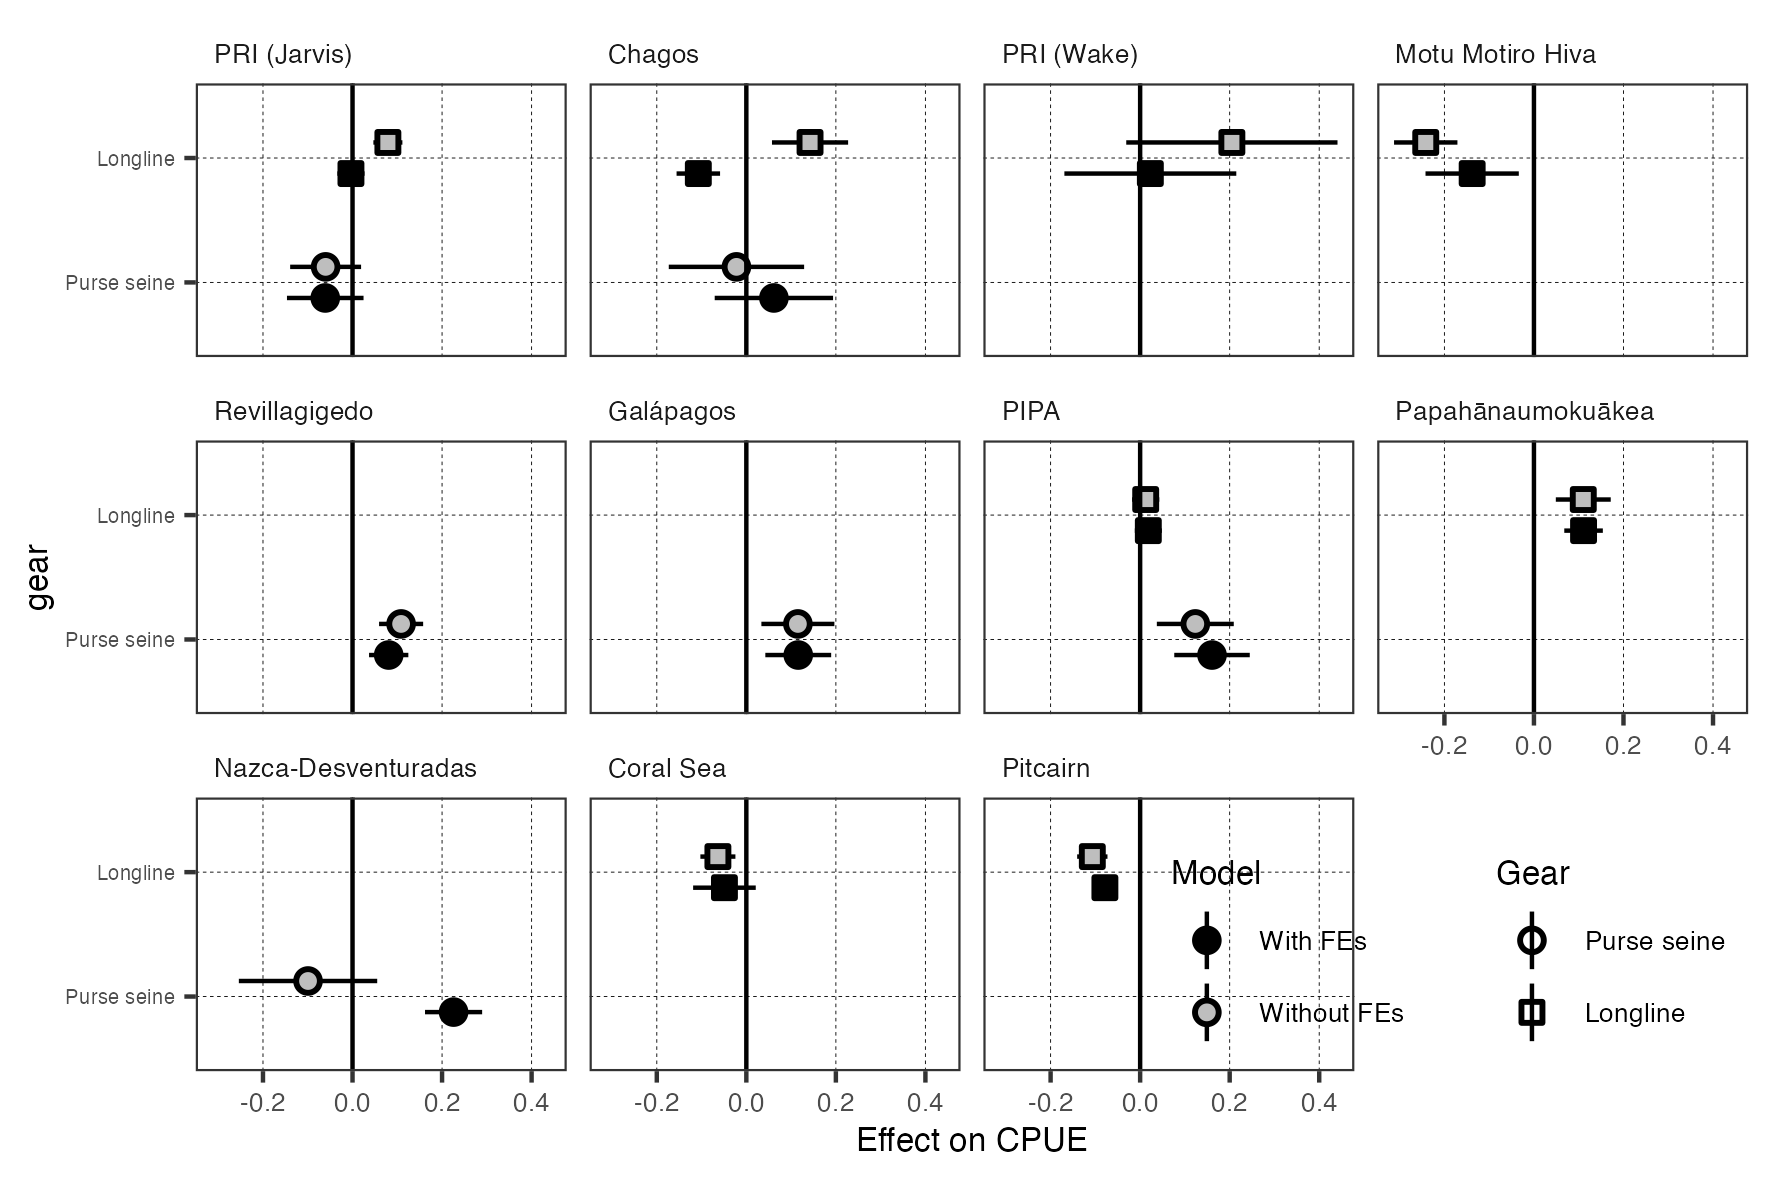 PRI (Jarvis)
Chagos
PRI (Wake)
Motu Motiro Hiva
Longline
Purse seine
Revillagigedo
Galápagos
PIPA
Papahānaumokuākea
Longline
Purse seine
gear
-0.2 0.0 0.2 0.4
Nazca-Desventuradas
Coral Sea
Pitcairn
Longline
Purse seine
Model
With FEs
Without FEs
Gear
Purse seine
Longline
-0.2 0.0 0.2 0.4
-0.2 0.0 0.2 0.4
-0.2 0.0 0.2 0.4
Effect on CPUE